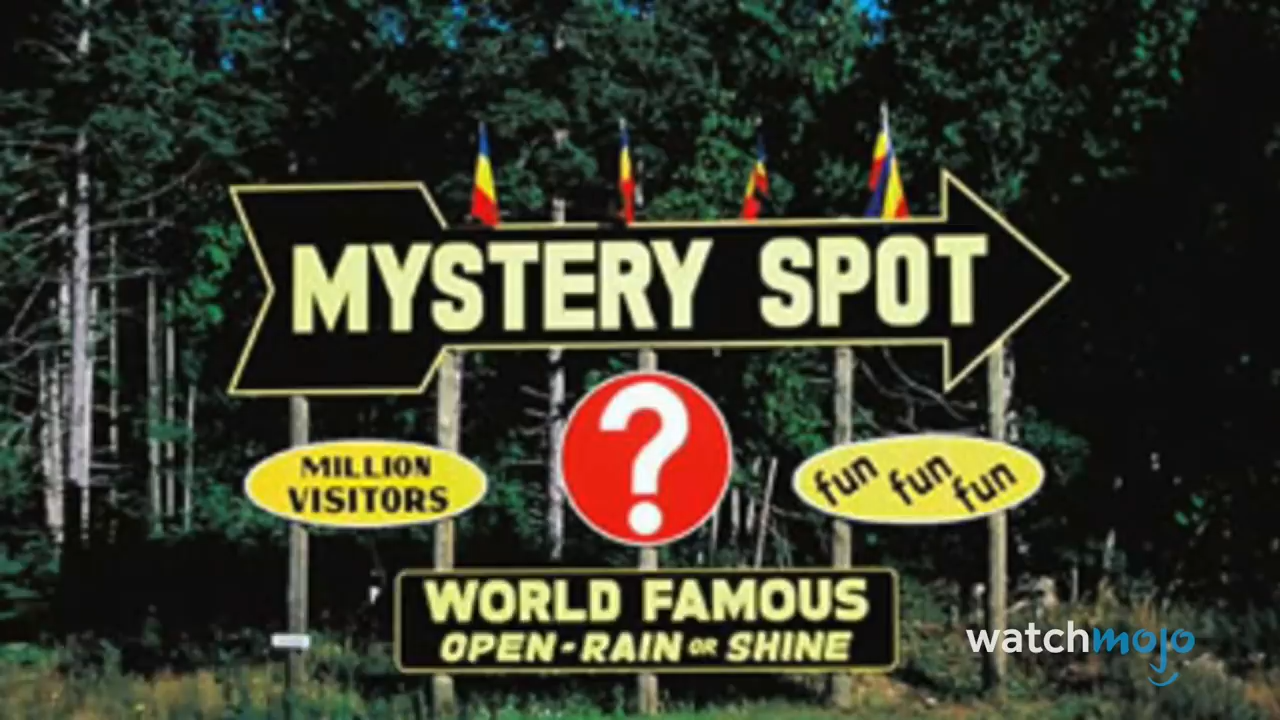 MYSTERY SPOT
MILLION
VISITORS
?
fun fun fun
WORLD FAMOUS
OPEN-RAIN OR SHINE
watchmojo